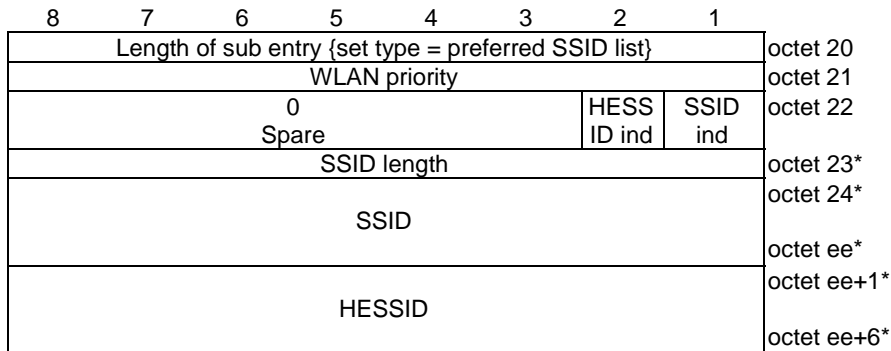 8 7 6 5 4 3 2 1
Length of sub entry {set type = preferred SSID list} octet 20
WLAN priority octet 21
0 HESS SSID octet 22
Spare ID ind ind
SSID length octet 23*
octet 24*
SSID
octet ee*
octet ee+1*
HESSID
octet ee+6*